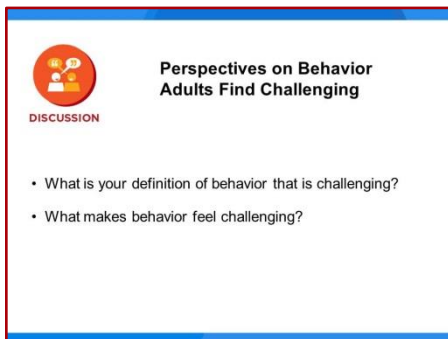 Perspectives on Behavior
Adults Find Challenging
DISCUSSION
• What is your definition of behavior that is challenging?
• What makes behavior feel challenging?